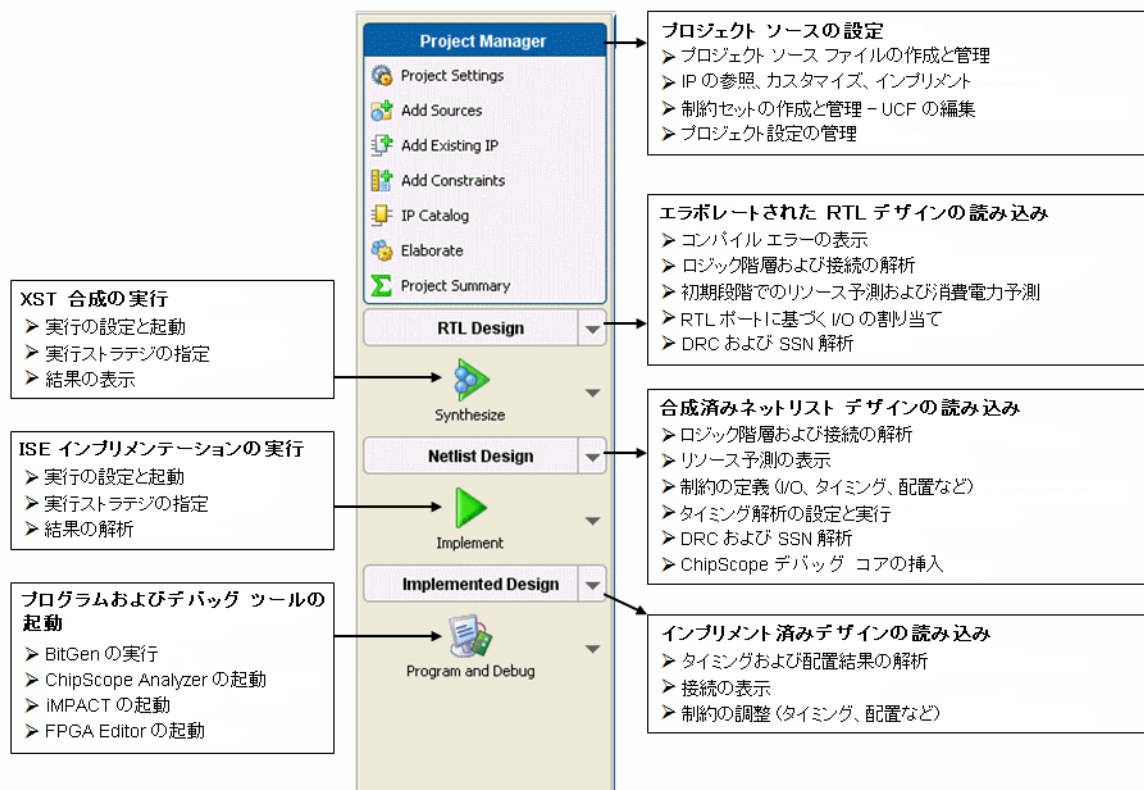 Project Manager
Project Settings
Add Sources
Add Existing IP
Add Constraints
IP Catalog
Elaborate
Project Summary
RTL Design
Synthesize
Netlist Design
Implement
Implemented Design
Program and Debug
XST 合成の実行
➤ 実行の設定と起動
➤ 実行ストラテジの指定
➤ 結果の表示
ISE インプリメンテーションの実行
➤ 実行の設定と起動
➤ 実行ストラテジの指定
➤ 結果の解析
プログラムおよびデバッグ ツールの
起動
➤ BitGen の実行
➤ ChipScope Analyzer の起動
➤ iMPACT の起動
➤ FPGA Editor の起動
プロジェクト ソースの設定
➤ プロジェクト ソース ファイルの作成と管理
➤ IP の参照、カスタマイズ、インプリメント
➤ 制約セットの作成と管理 - UCF の編集
➤ プロジェクト設定の管理
エラボレートされた RTL デザインの読み込み
➤ コンパイル エラーの表示
➤ ロジック階層および接続の解析
➤ 初期段階でのリソース予測および消費電力予測
➤ RTL ポートに基づく I/O の割り当て
➤ DRC および SSN 解析
合成済みネットリスト デザインの読み込み
➤ ロジック階層および接続の解析
➤ リソース予測の表示
➤ 制約の定義 (I/O、タイミング、配置など)
➤ タイミング解析の設定と実行
➤ DRC および SSN 解析
➤ ChipScope デバッグ コアの挿入
インプリメント済みデザインの読み込み
➤ タイミングおよび配置結果の解析
➤ 接続の表示
➤ 制約の調整 (タイミング、配置など)